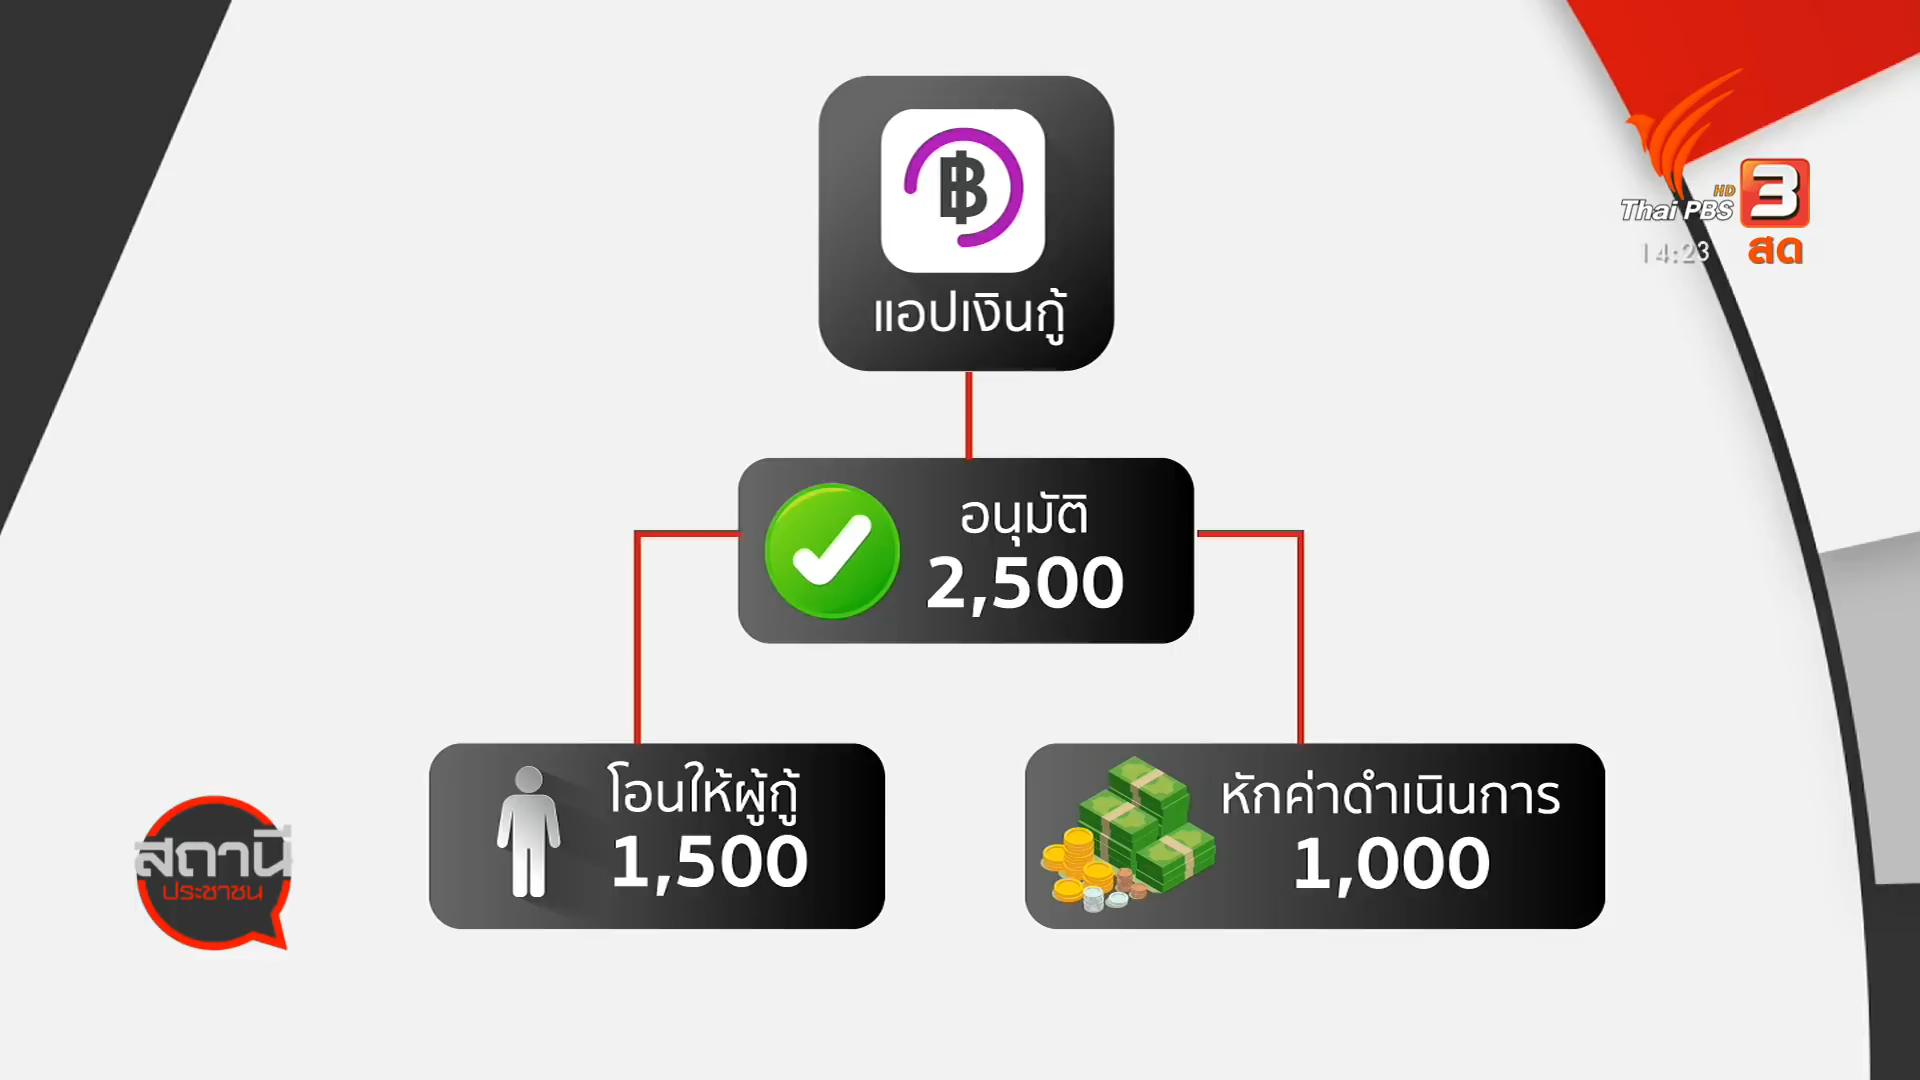 ฿
แอปเงินกู้
HD
Thai PBS 3
14:23 สด
อนุมัติ
2,500
โอนให้ผู้กู้
1,500
หักค่าดำเนินการ
1,000
สถานี
ประชาชน